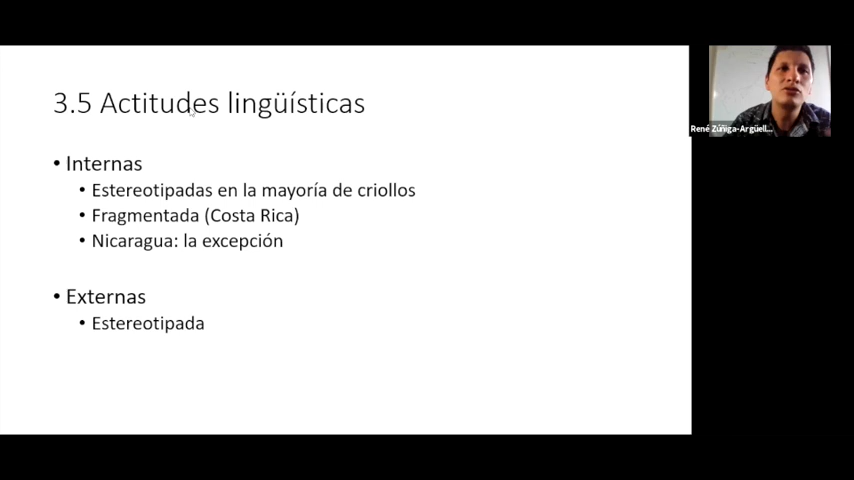 3.5 Actitudes lingüísticas
• Internas
• Estereotipadas en la mayoría de criollos
• Fragmentada (Costa Rica)
• Nicaragua: la excepción
• Externas
• Estereotipada
René Zúñiga-Argüell...